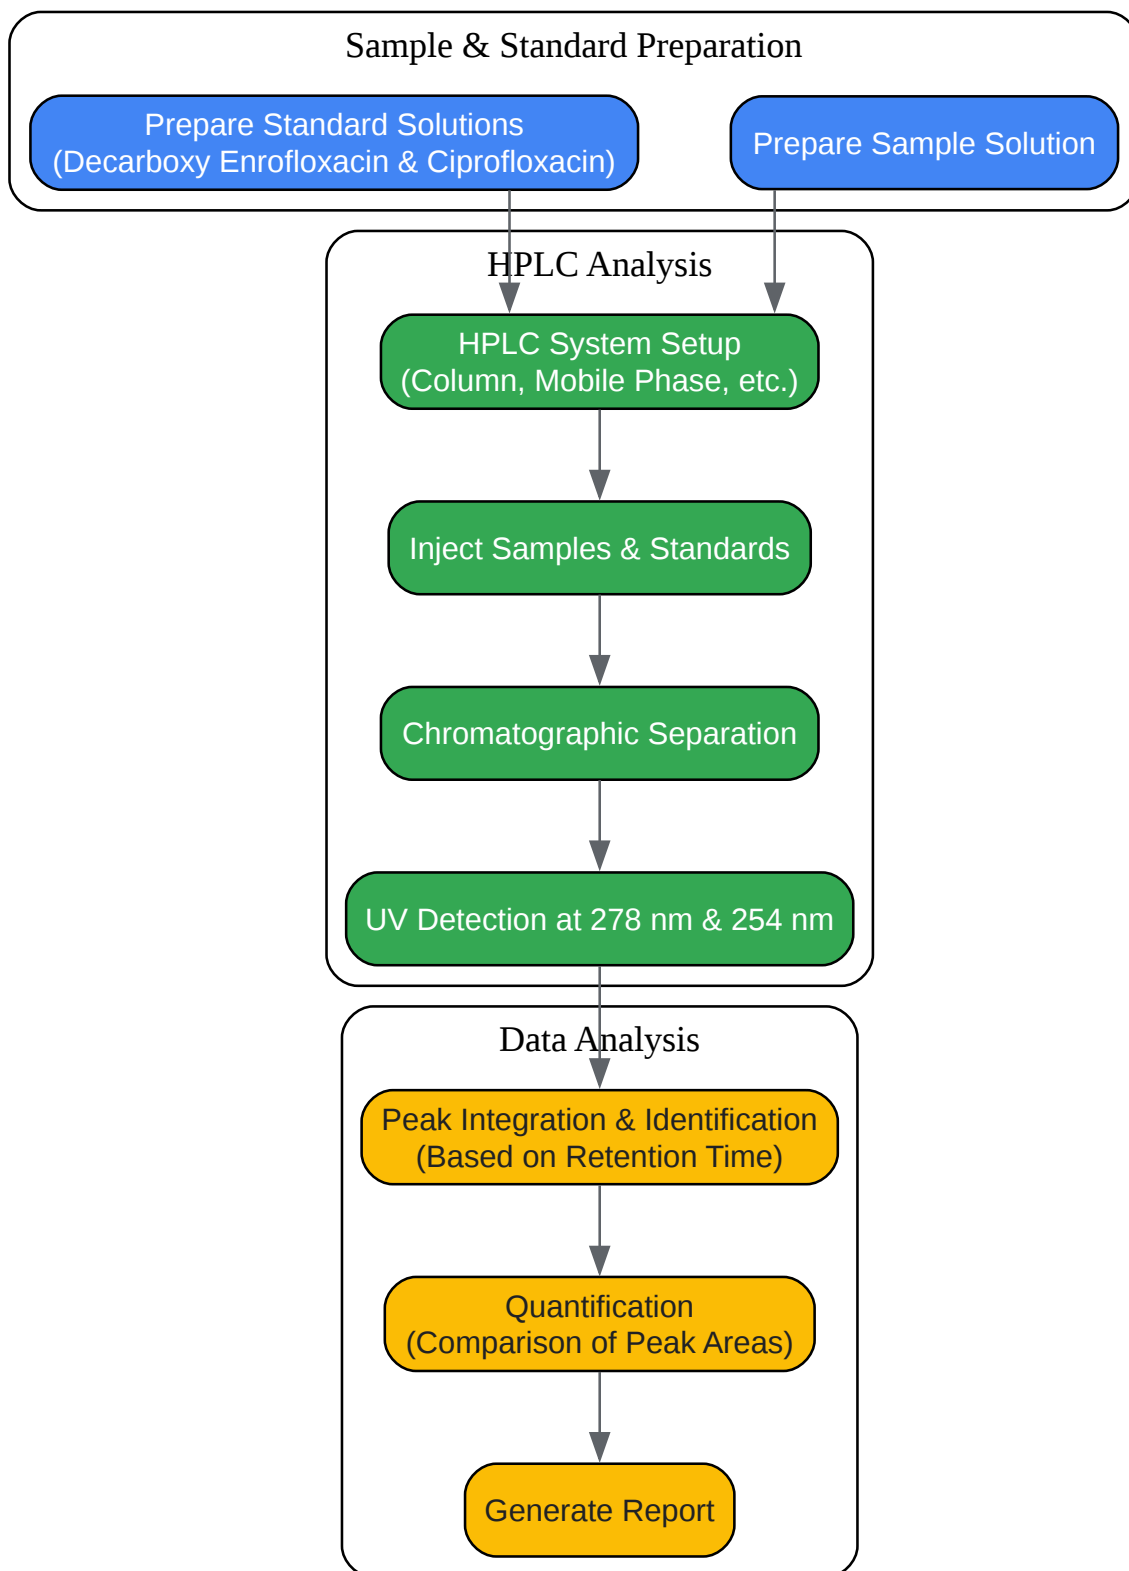 Sample & Standard Preparation
Prepare Standard Solutions
(Decarboxy Enrofloxacin & Ciprofloxacin)
Prepare Sample Solution
HPLC Analysis
HPLC System Setup
(Column, Mobile Phase, etc.)
Inject Samples & Standards
Chromatographic Separation
UV Detection at 278 nm & 254 nm
Data Analysis
Peak Integration & Identification
(Based on Retention Time)
Quantification
(Comparison of Peak Areas)
Generate Report